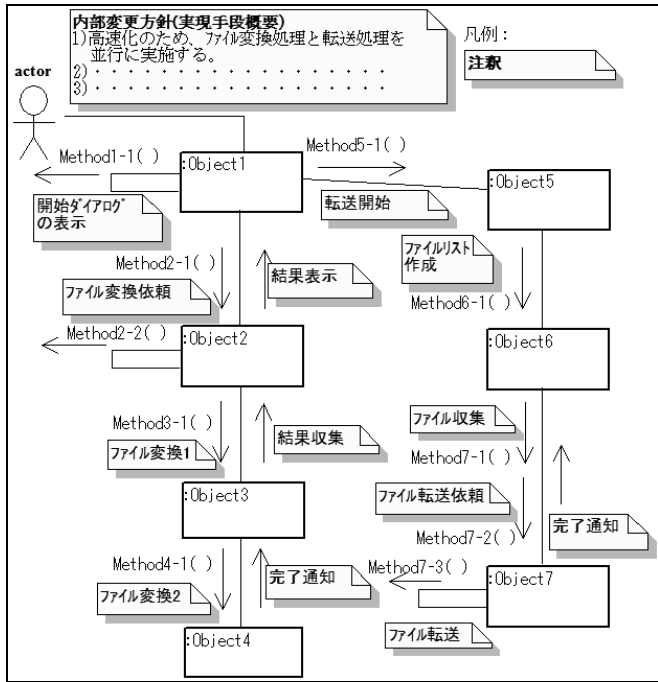 内部変更方針(実現手段概要)
1)高速化のため、ファイル変換処理と転送処理を
並行に実施する。
2)・・・・・・・・・・・・・・・・・・
3)・・・・・・・・・・・・・・・・・・
凡例：
注釈
actor
Method1-1( )
:Object1
Method5-1( )
:Object5
開始ダイアログ
の表示
転送開始
Method2-1( )
ファイル変換依頼
結果表示
ファイルリスト
作成
Method6-1( )
Method2-2( )
:Object2
:Object6
Method3-1( )
ファイル変換1
結果収集
ファイル収集
Method7-1( )
:Object3
ファイル転送依頼
Method7-2( )
完了通知
Method4-1( )
ファイル変換2
完了通知
Method7-3( )
:Object7
:Object4
ファイル転送